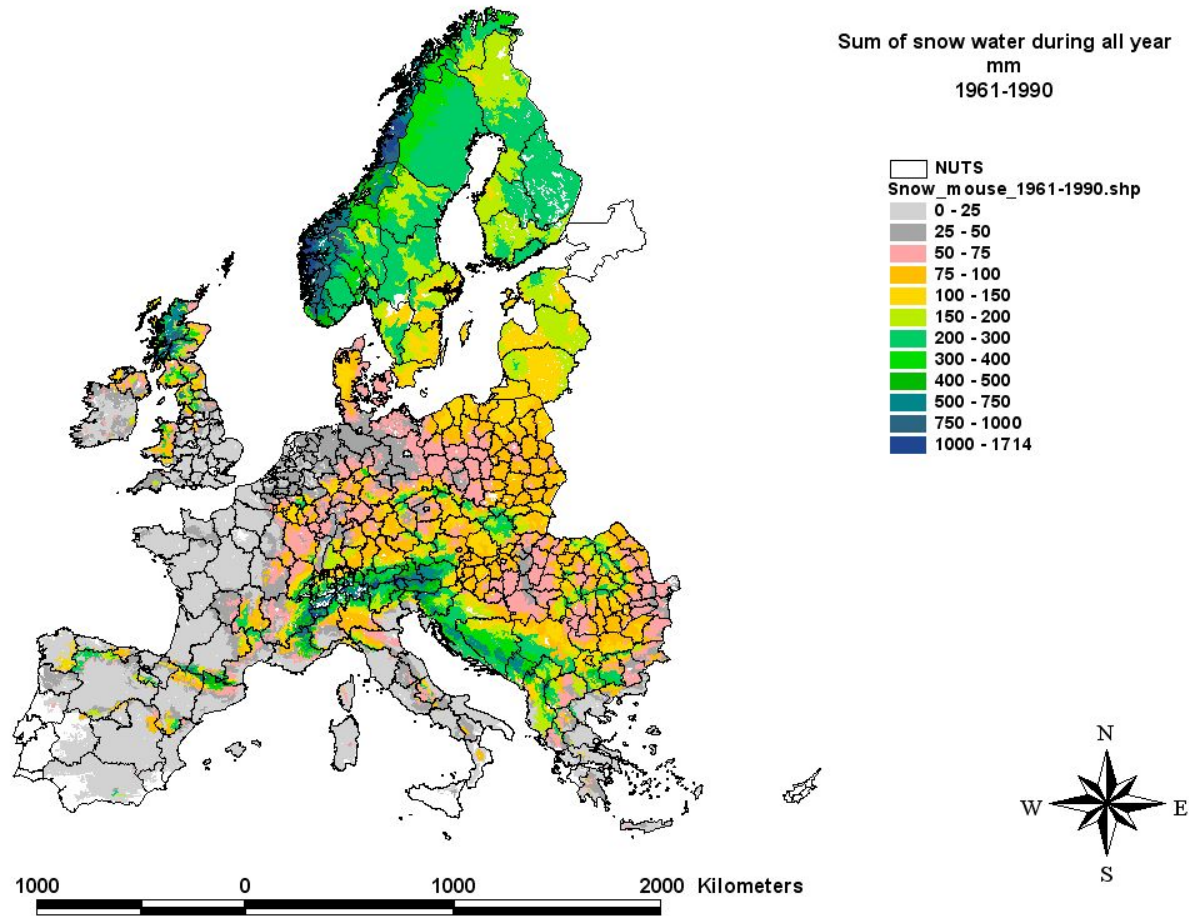 Sum of snow water during all year
mm
1961-1990
NUTS
Snow_mouse_1961-1990.shp
0 - 25
25 - 50
50 - 75
75 - 100
100 - 150
150 - 200
200 - 300
300 - 400
400 - 500
500 - 750
750 - 1000
1000 - 1714
N
W E
S
1000 0 1000 2000 Kilometers